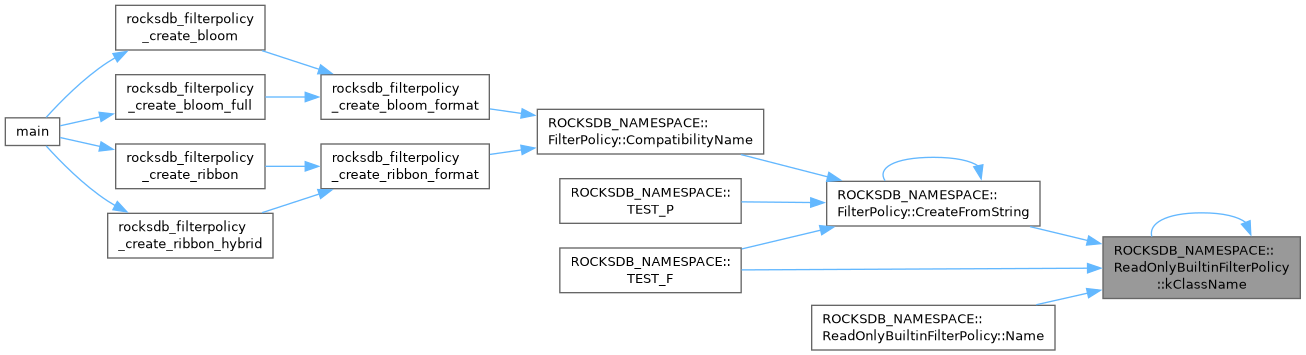 rocksdb_filterpolicy
_create_bloom
rocksdb_filterpolicy
_create_bloom_full
main
rocksdb_filterpolicy
_create_ribbon
rocksdb_filterpolicy
_create_ribbon_hybrid
rocksdb_filterpolicy
_create_bloom_format
rocksdb_filterpolicy
_create_ribbon_format
ROCKSDB_NAMESPACE::
FilterPolicy::CompatibilityName
ROCKSDB_NAMESPACE::
TEST_P
ROCKSDB_NAMESPACE::
TEST_F
ROCKSDB_NAMESPACE::
FilterPolicy::CreateFromString
ROCKSDB_NAMESPACE::
ReadOnlyBuiltinFilterPolicy::Name
ROCKSDB_NAMESPACE::
ReadOnlyBuiltinFilterPolicy
::kClassName